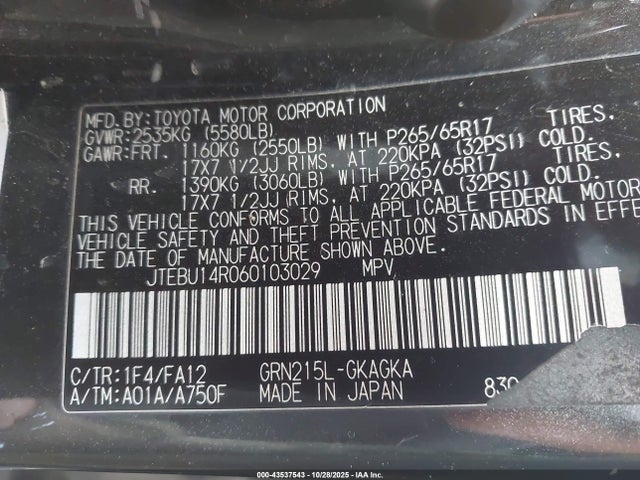 MFD.BY:TOYOTA MOTOR CORPORATION
GVWR:2535KG (5580LB)
GAWR:FRT. 1160KG (2550LB) WITH P265/65R17 TIRES,
17X7 1/2JJ RIMS, AT 220KPA (32PSI) COLD.
RR. 1390KG (3060LB) WITH P265/65R17 TIRES,
17X7 1/2JJ RIMS, AT 220KPA (32PSI) COLD.
THIS VEHICLE CONFORMS TO ALL APPLICABLE FEDERAL MOTOR
VEHICLE SAFETY AND THEFT PREVENTION STANDARDS IN EFFE
THE DATE OF MANUFACTURE SHOWN ABOVE.
JTEBU14R060103029 MPV
C/TR:1F4/FA12 GRN215L-GKAGKA
A/TM:A01A/A750F MADE IN JAPAN 830
000-43537543 | 10/28/2025 | IAA Inc.